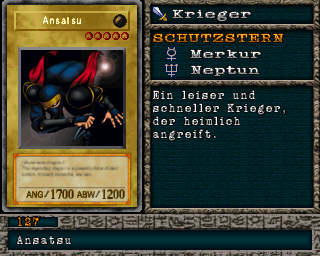 Ansatsu
ANG/1700 ABW/1200
Krieger
SCHUTZSTERN
Merkur
Neptun
Ein leiser und
schneller Krieger,
der heimlich
angreift.
127
Ansatsu